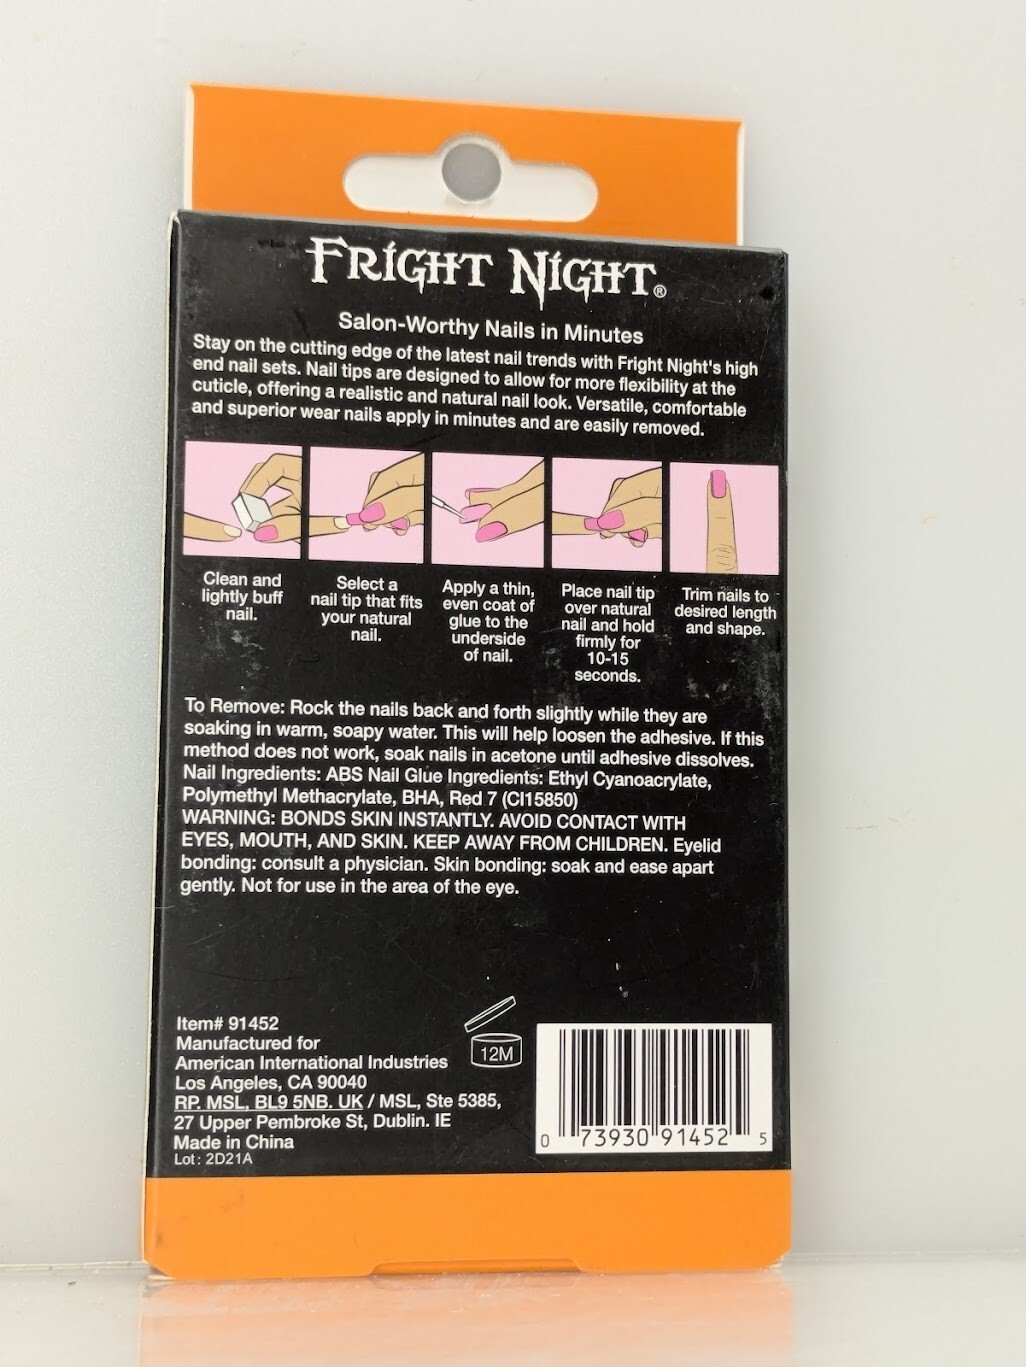 FRIGHT NIGHT®
Salon-Worthy Nails in Minutes
Stay on the cutting edge of the latest nail trends with Fright Night's high
end nail sets. Nail tips are designed to allow for more flexibility at the
cuticle, offering a realistic and natural nail look. Versatile, comfortable
and superior wear nails apply in minutes and are easily removed.
Clean and
lightly buff
nail.
Select a
nail tip that fits
your natural
nail.
Apply a thin,
even coat of
glue to the
underside
of nail.
Place nail tip
over natural
nail and hold
firmly for
10-15
seconds.
Trim nails to
desired length
and shape.
To Remove: Rock the nails back and forth slightly while they are
soaking in warm, soapy water. This will help loosen the adhesive. If this
method does not work, soak nails in acetone until adhesive dissolves.
Nail Ingredients: ABS Nail Glue Ingredients: Ethyl Cyanoacrylate,
Polymethyl Methacrylate, BHA, Red 7 (CI15850)
WARNING: BONDS SKIN INSTANTLY. AVOID CONTACT WITH
EYES, MOUTH, AND SKIN. KEEP AWAY FROM CHILDREN. Eyelid
bonding: consult a physician. Skin bonding: soak and ease apart
gently. Not for use in the area of the eye.
Item# 91452
Manufactured for
American International Industries
Los Angeles, CA 90040
RP. MSL, BL9 5NB. UK / MSL, Ste 5385,
27 Upper Pembroke St, Dublin. IE
Made in China
Lot: 2D21A
12M
0 73930 91452 5